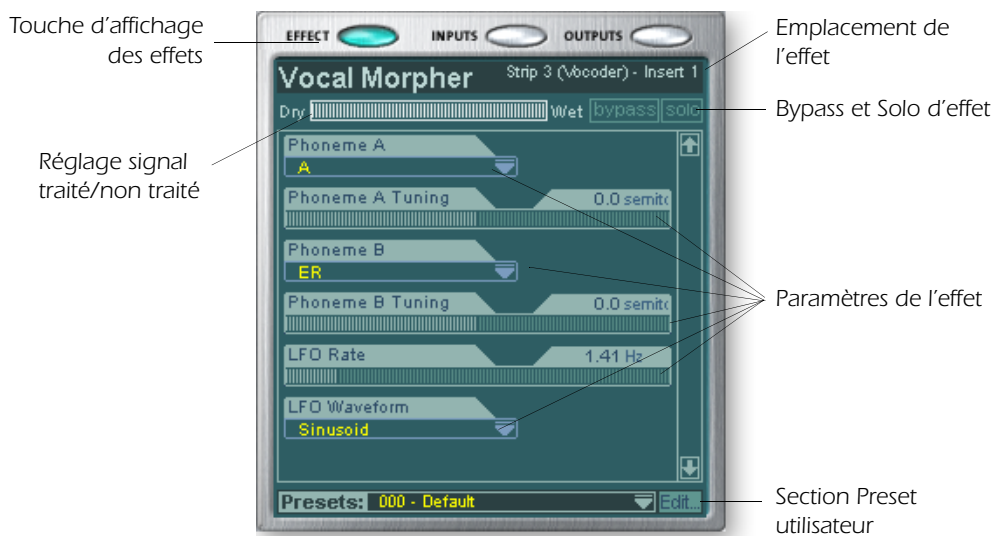 Touche d'affichage
des effets
EFFECT INPUTS OUTPUTS
Emplacement de
l'effet
Vocal Morpher Strip 3 (Vocoder) - Insert 1
Dry Wet bypass solo
Bypass et Solo d'effet
Réglage signal
traité/non traité
Phoneme A
A
Phoneme A Tuning 0.0 semito
Phoneme B
ER
Phoneme B Tuning 0.0 semito
Paramètres de l'effet
LFO Rate 1.41 Hz
LFO Waveform
Sinusoid
Presets: 000 - Default Edit...
Section Preset
utilisateur